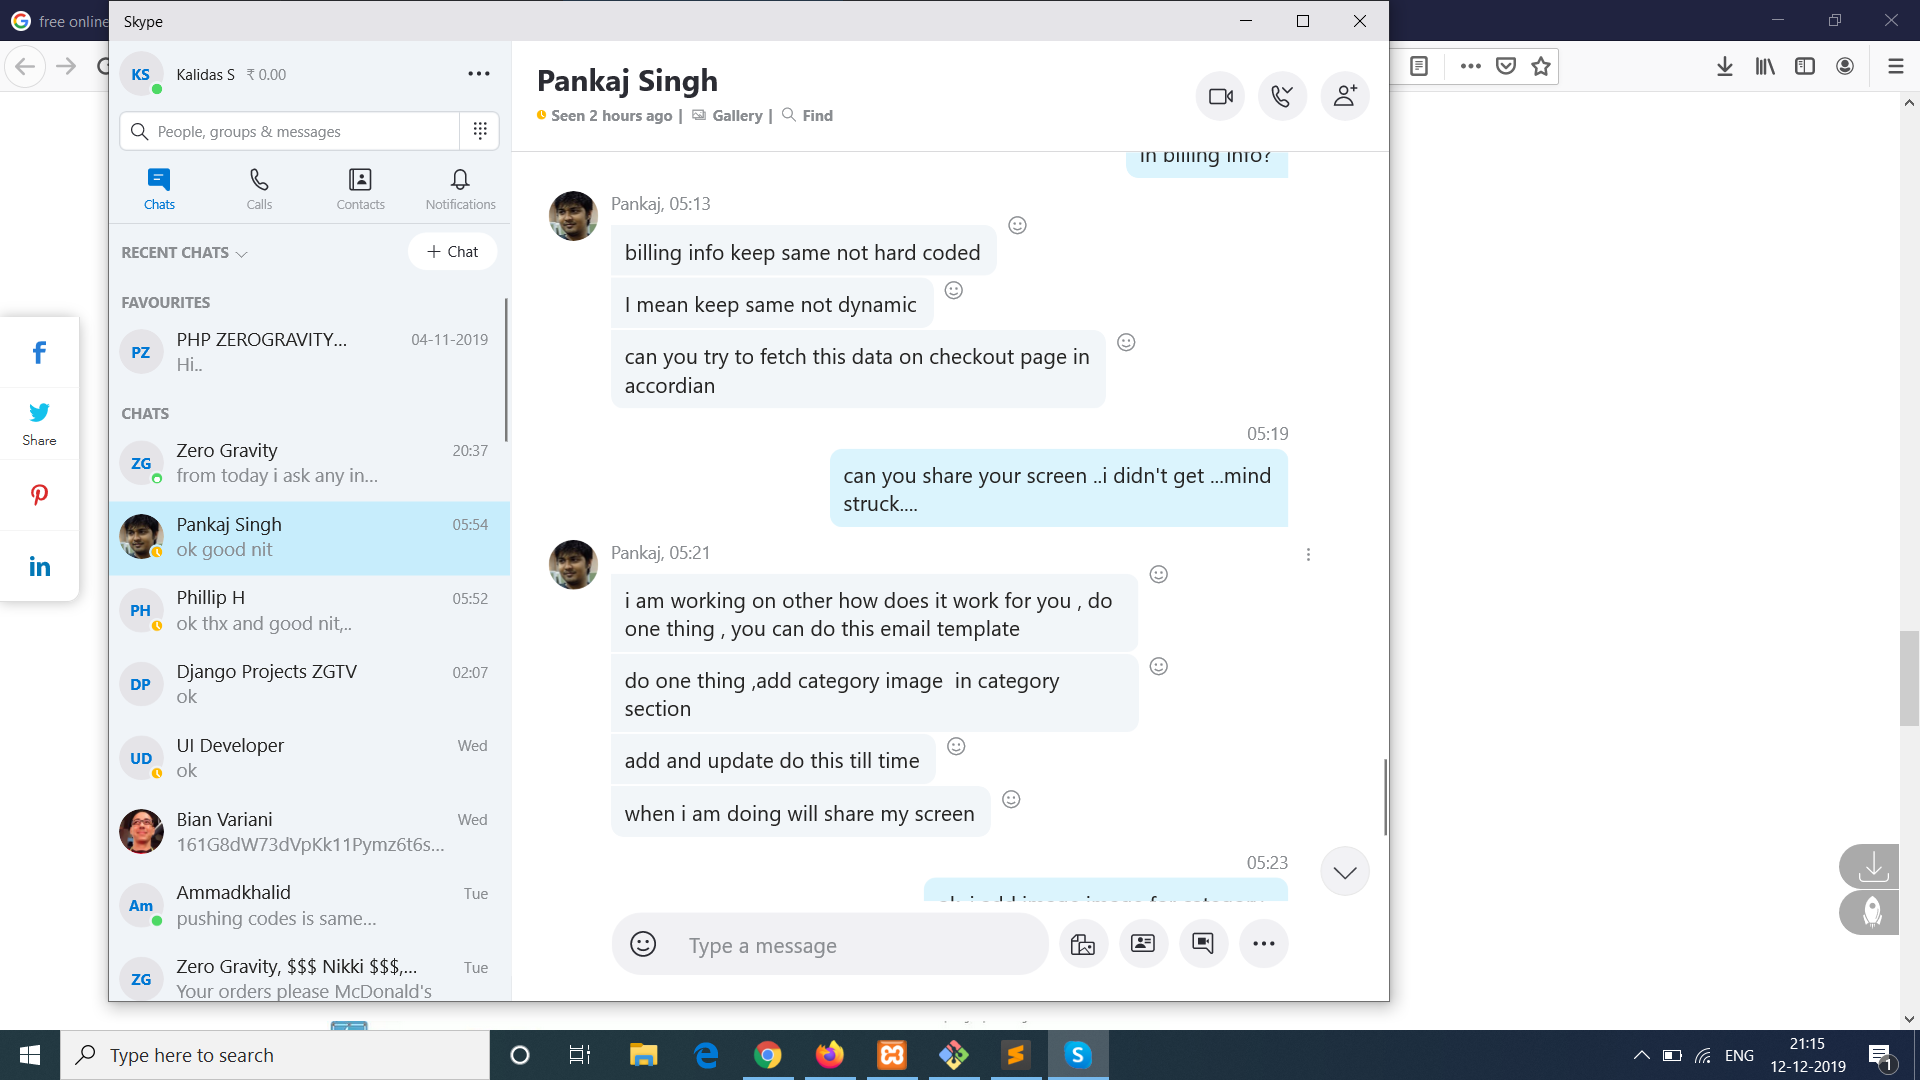 free online
Skype
KS
Kalidas S ₹ 0.00
People, groups & messages
Chats
Calls
Contacts
Notifications
RECENT CHATS
+ Chat
FAVOURITES
PZ
PHP ZEROGRAVITY... 04-11-2019
Hi..
CHATS
ZG
Zero Gravity 20:37
from today i ask any in...
Pankaj Singh 05:54
ok good nit
PH
Phillip H 05:52
ok thx and good nit,..
DP
Django Projects ZGTV 02:07
ok
UD
UI Developer Wed
ok
Bian Variani Wed
161G8dW73dVpKk11Pymz6t6s...
Am
Ammadkhalid Tue
pushing codes is same...
ZG
Zero Gravity, $$$ Nikki $$$,... Tue
Your orders please McDonald's
Pankaj Singh
Seen 2 hours ago | Gallery | Find
in billing info?
Pankaj, 05:13
billing info keep same not hard coded
I mean keep same not dynamic
can you try to fetch this data on checkout page in
accordian
05:19
can you share your screen ..i didn't get ...mind
struck....
Pankaj, 05:21
i am working on other how does it work for you , do
one thing , you can do this email template
do one thing ,add category image  in category
section
add and update do this till time
when i am doing will share my screen
05:23
ok i add image image for category
Type a message
Share
Type here to search
ENG
21:15
12-12-2019
1